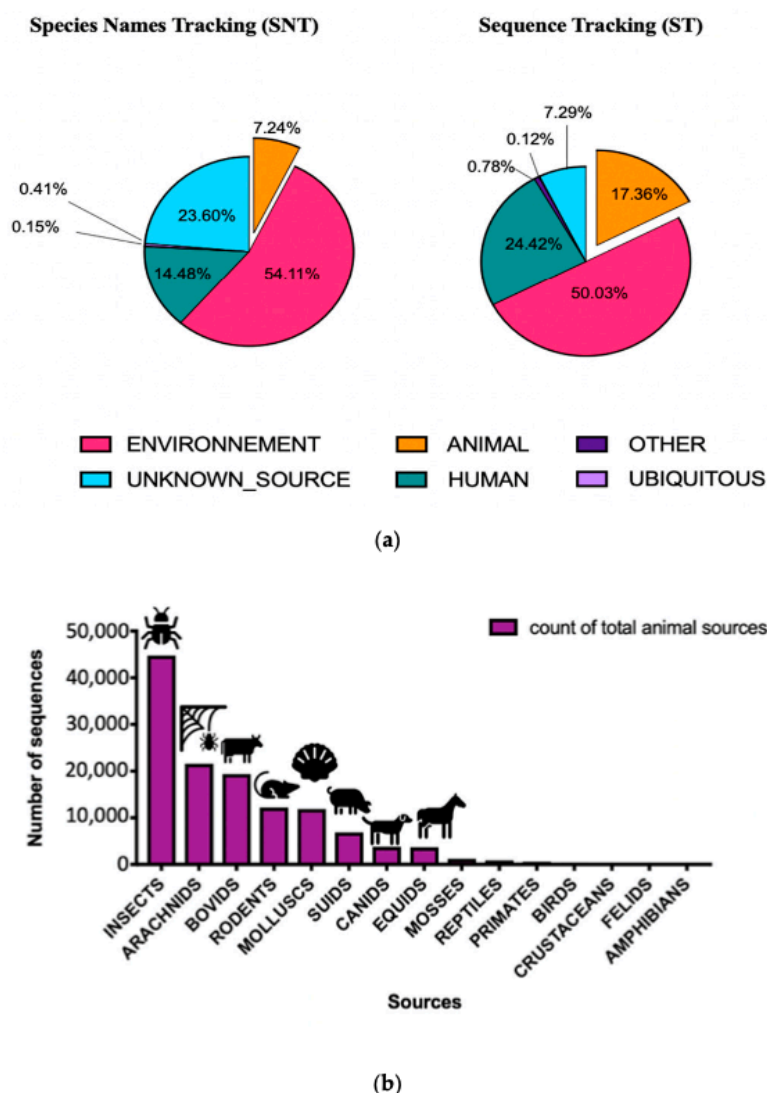 Species Names Tracking (SNT)
Sequence Tracking (ST)
7.24%
0.41%
0.15%
23.60%
14.48%
54.11%
7.29%
0.12%
0.78%
17.36%
24.42%
50.03%
ENVIRONNEMENT
ANIMAL
OTHER
UNKNOWN_SOURCE
HUMAN
UBIQUITOUS
(a)
count of total animal sources
Number of sequences
50,000
40,000
30,000
20,000
10,000
0
INSECTS
ARACHNIDS
BOVIDS
RODENTS
MOLLUSCS
SUIDS
CANIDS
EQUIDS
MOSSES
REPTILES
PRIMATES
BIRDS
CRUSTACEANS
FELIDS
AMPHIBIANS
Sources
(b)